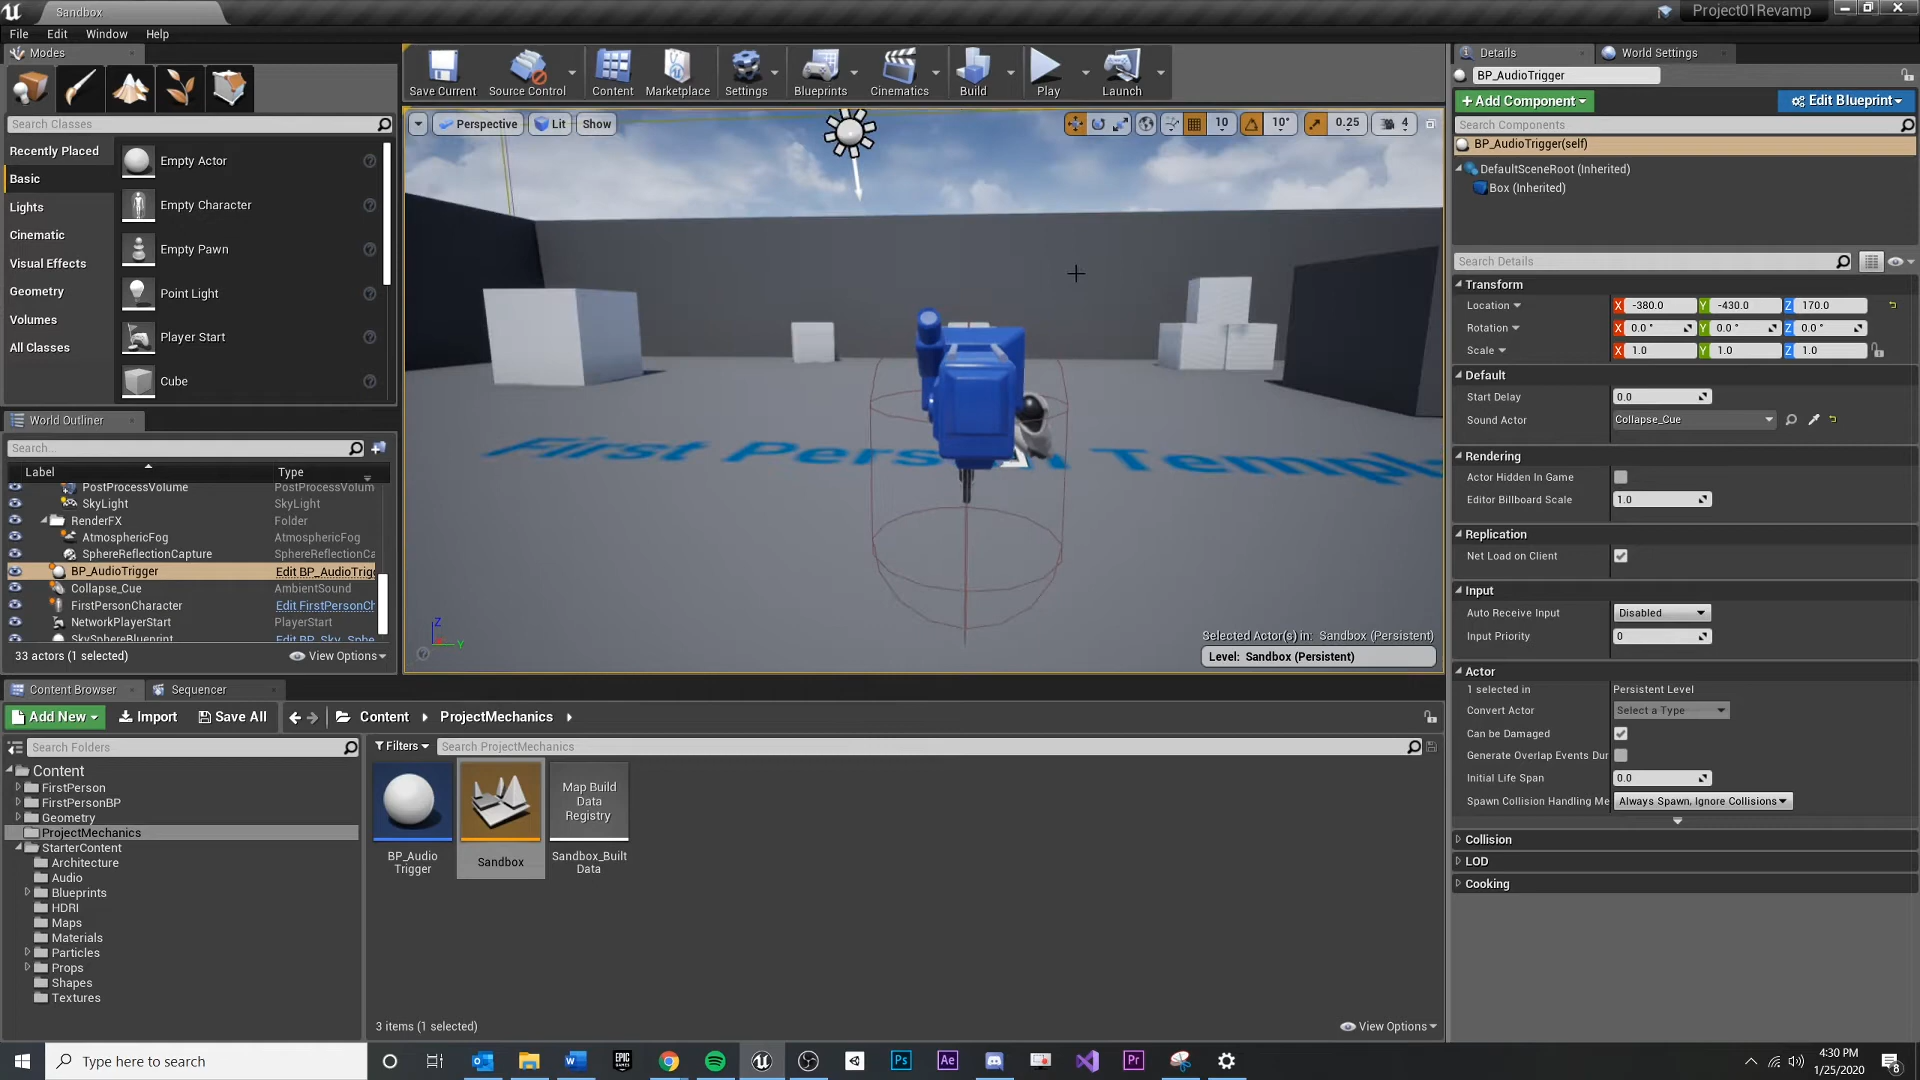 Sandbox
Project01Revamp
File Edit Window Help
Modes
Search Classes
Recently Placed
Basic
Lights
Cinematic
Visual Effects
Geometry
Volumes
All Classes
Empty Actor
Empty Character
Empty Pawn
Point Light
Player Start
Cube
Save Current Source Control Content Marketplace Settings Blueprints Cinematics Build Play Launch
Perspective Lit Show
10 10° 0.25 4
First Person Templ
Selected Actor(s) in: Sandbox (Persistent)
Level: Sandbox (Persistent)
Z
Y
World Outliner
Search...
Label Type
PostProcessVolume PostProcessVolum
SkyLight SkyLight
RenderFX Folder
AtmosphericFog AtmosphericFog
SphereReflectionCapture SphereReflectionCa
BP_AudioTrigger Edit BP_AudioTrigg
Collapse_Cue AmbientSound
FirstPersonCharacter Edit FirstPersonCh
NetworkPlayerStart PlayerStart
SkySphereBlueprint Edit BP_Sky_Sphe
33 actors (1 selected) View Options
Content Browser Sequencer
Add New Import Save All Content ProjectMechanics
Search Folders
Filters Search ProjectMechanics
Content
FirstPerson
FirstPersonBP
Geometry
ProjectMechanics
StarterContent
Architecture
Audio
Blueprints
HDRI
Maps
Materials
Particles
Props
Shapes
Textures
BP_Audio
Trigger
Sandbox
Map Build
Data
Registry
Sandbox_Built
Data
3 items (1 selected) View Options
Details World Settings
BP_AudioTrigger
+ Add Component Edit Blueprint
Search Components
BP_AudioTrigger(self)
DefaultSceneRoot (Inherited)
Box (Inherited)
Search Details
Transform
Location X -380.0 Y -430.0 Z 170.0
Rotation X 0.0 ° Y 0.0 ° Z 0.0 °
Scale X 1.0 Y 1.0 Z 1.0
Default
Start Delay 0.0
Sound Actor Collapse_Cue
Rendering
Actor Hidden In Game
Editor Billboard Scale 1.0
Replication
Net Load on Client
Input
Auto Receive Input Disabled
Input Priority 0
Actor
1 selected in Persistent Level
Convert Actor Select a Type
Can be Damaged
Generate Overlap Events Dur
Initial Life Span 0.0
Spawn Collision Handling Me Always Spawn, Ignore Collisions
Collision
LOD
Cooking
Type here to search
EPIC
GAMES
Ps
Ae
Pr
4:30 PM
1/25/2020
8